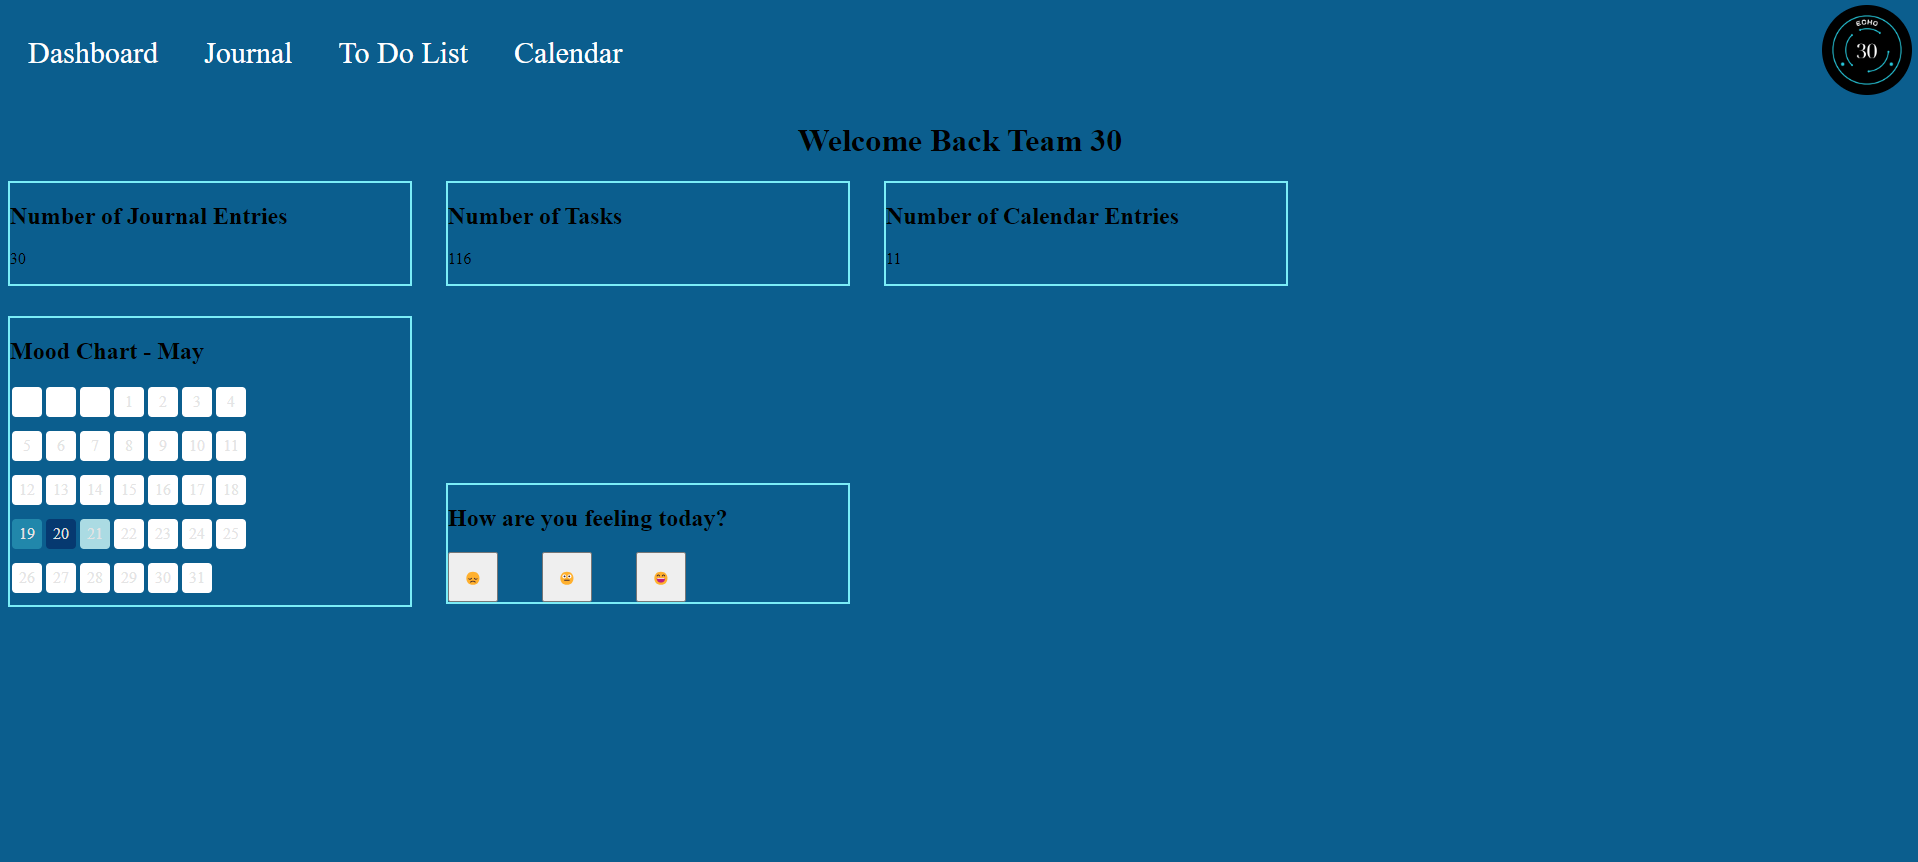 Dashboard Journal To Do List Calendar
ECHO
30
Welcome Back Team 30
Number of Journal Entries
30
Number of Tasks
116
Number of Calendar Entries
11
Mood Chart - May
1 2 3 4
5 6 7 8 9 10 11
12 13 14 15 16 17 18
19 20 21 22 23 24 25
26 27 28 29 30 31
How are you feeling today?